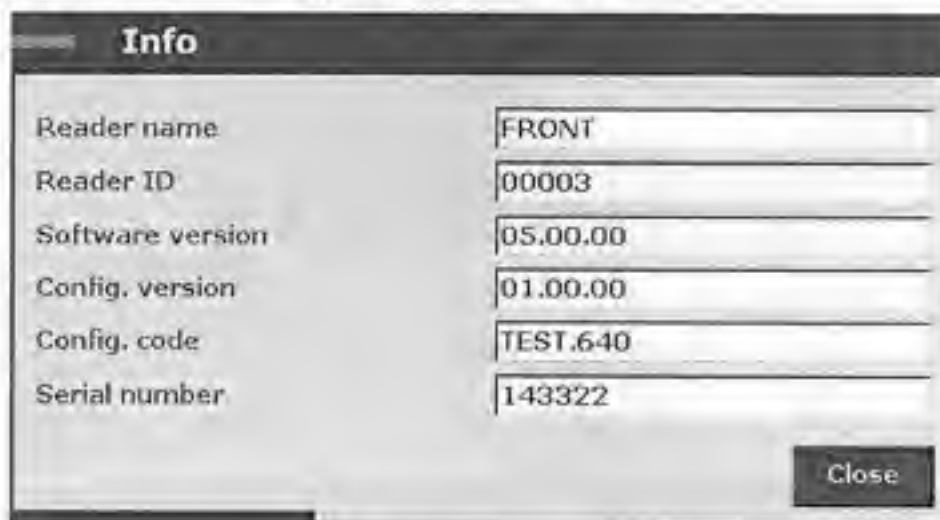 Info
Reader name FRONT
Reader ID 00003
Software version 05.00.00
Config. version 01.00.00
Config. code TEST.640
Serial number 143322
Close